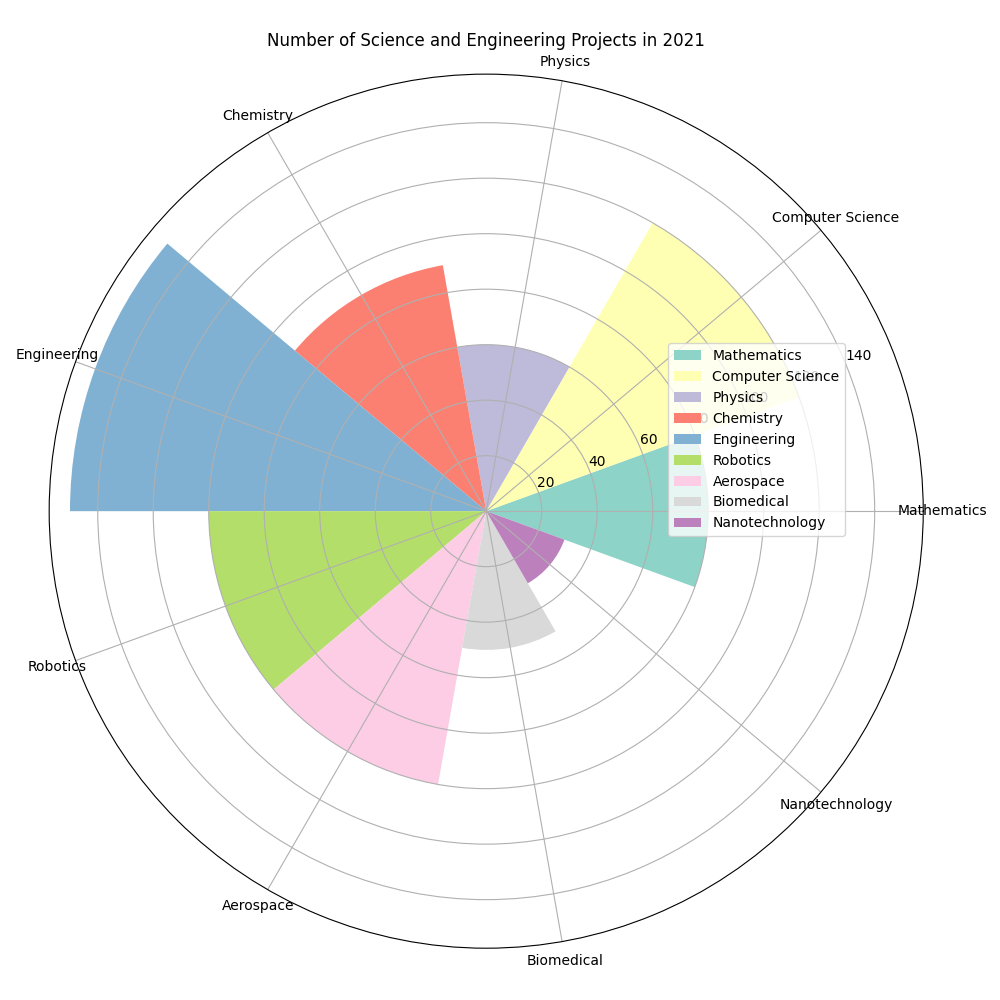 Number of Science and Engineering Projects in 2021
Physics
Chemistry
Computer Science
Engineering
Mathematics
Robotics
Nanotechnology
Aerospace
Biomedical
20
40
60
140
Mathematics
Computer Science
Physics
Chemistry
Engineering
Robotics
Aerospace
Biomedical
Nanotechnology